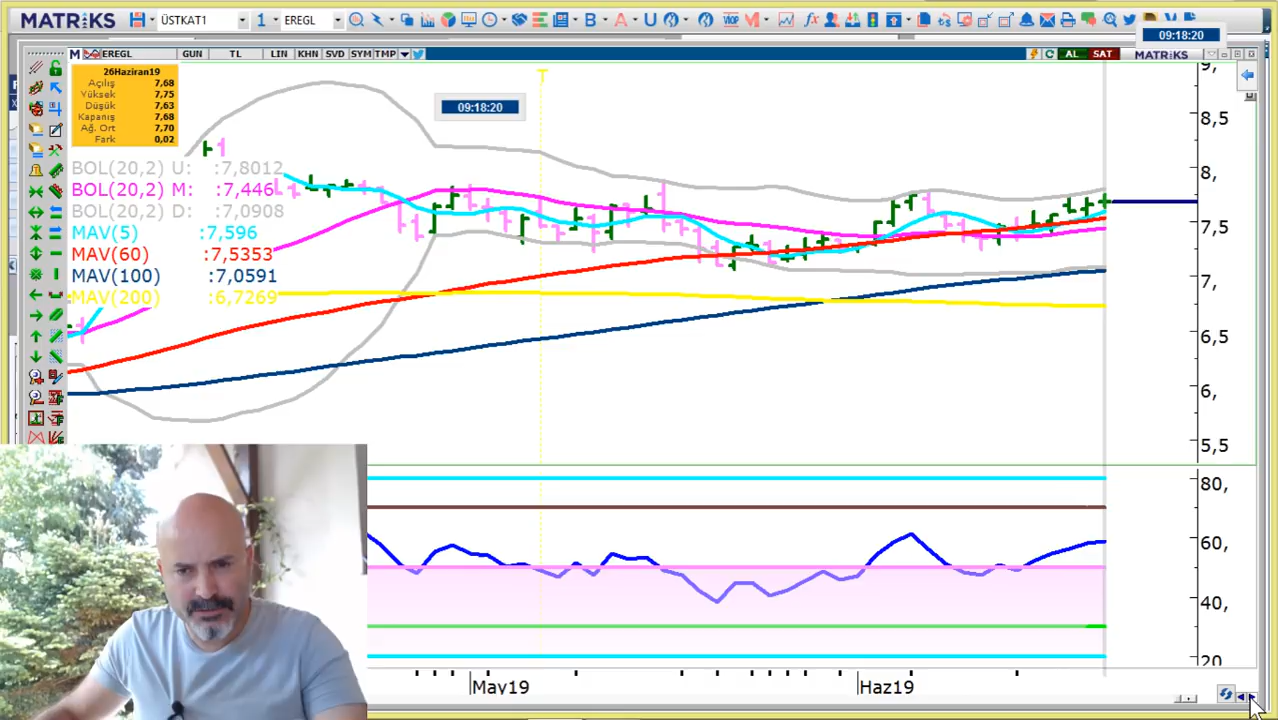 MATRIKS ÜSTKAT1 1 EREGL
09:18:20
M EREGL GUN TL LIN KHN SVD SYM TMP AL SAT MATRIKS
26Haziran19
Açılış 7,68
Yüksek 7,75
Düşük 7,63
Kapanış 7,68
Ağ. Ort 7,70
Fark 0,02
09:18:20
T
BOL(20,2) U: :7,8012
BOL(20,2) M: :7,446
BOL(20,2) D: :7,0908
MAV(5) :7,596
MAV(60) :7,5353
MAV(100) :7,0591
MAV(200) :6,7269
9,
8,5
8,
7,5
7,
6,5
6,
5,5
80,
60,
40,
20
May19
Haz19